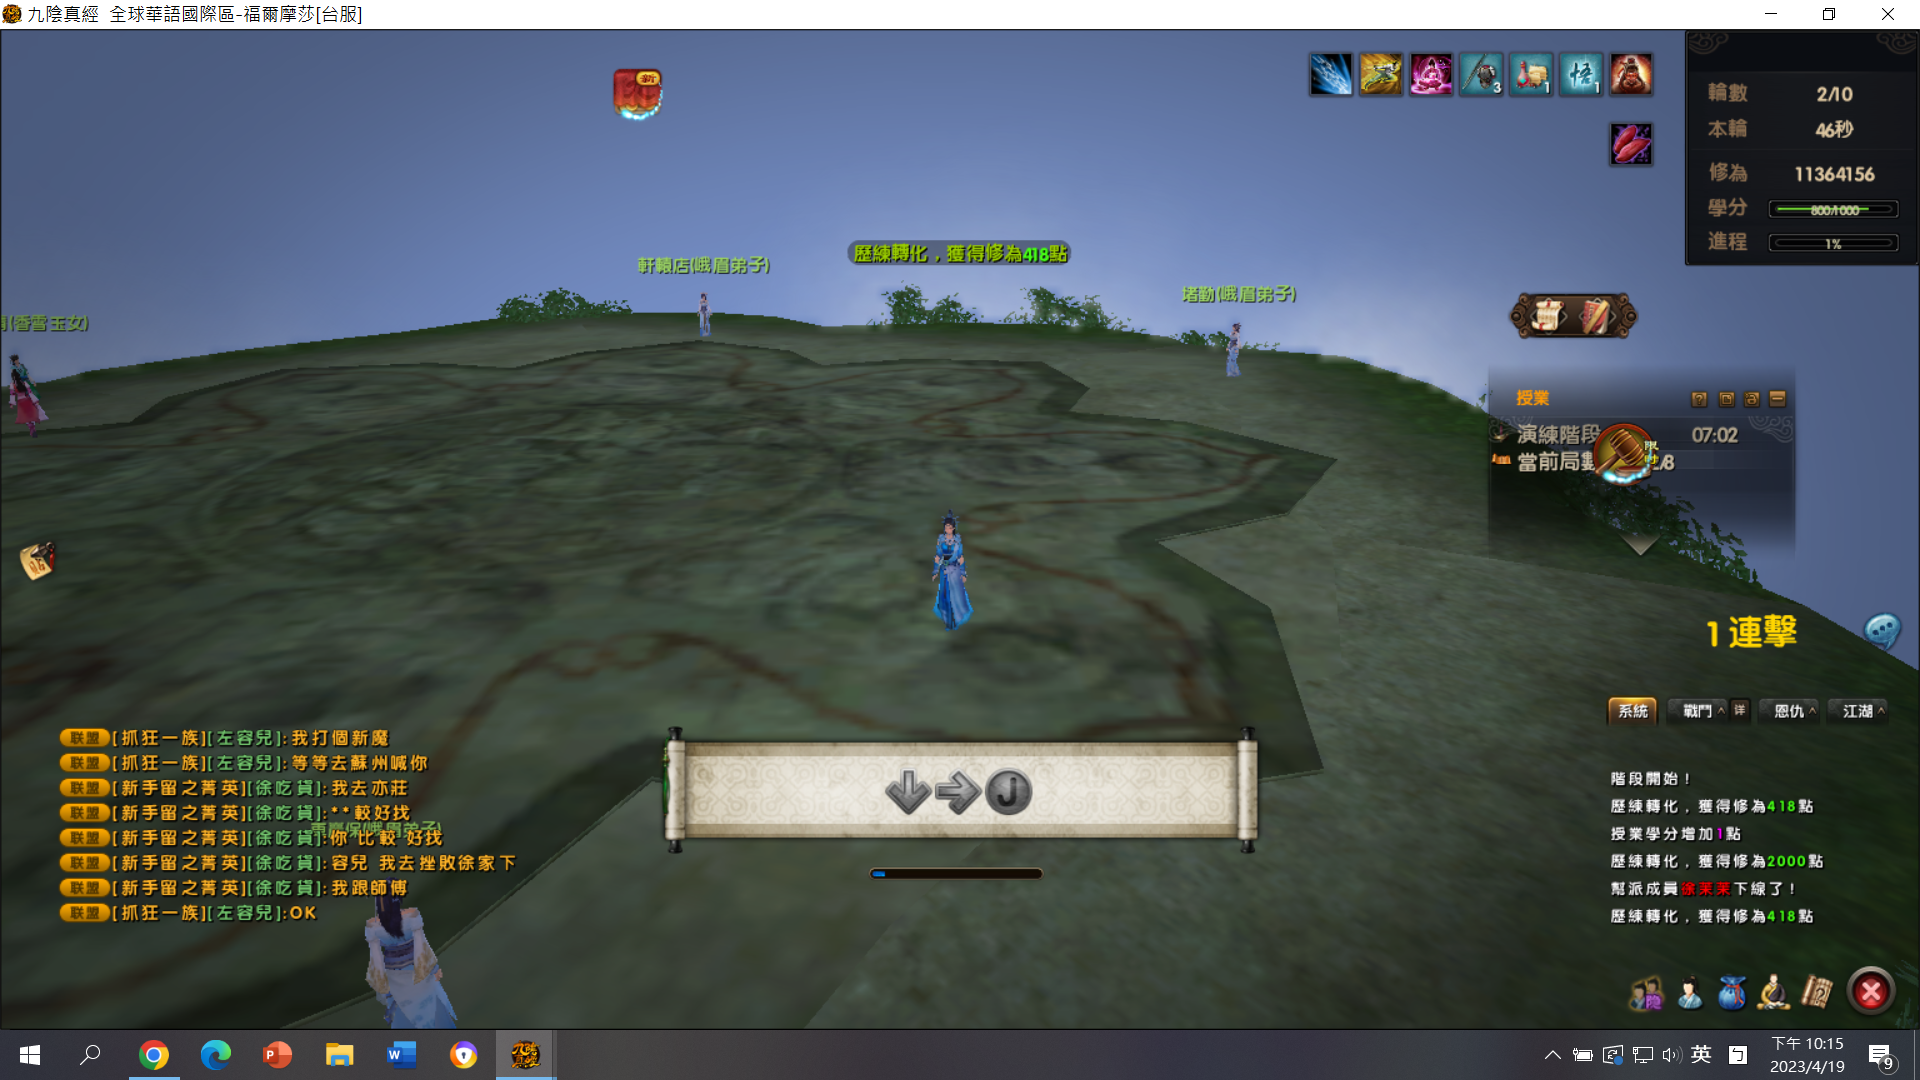 九陰真經 全球華語國際區-福爾摩莎[台服]
新
3
1
悟1
輪數 2/10
本輪 46秒
修為 11364156
學分 800/1000
進程 1%
歷練轉化，獲得修為418點
軒轅店(峨眉弟子)
堵勤(峨眉弟子)
(香雪玉女)
授業
演練階段 07:02
當前局數 /8
1 連擊
系統 戰鬥 详 恩仇 江湖
联盟 [抓狂一族][左容兒]:我打個新魔
联盟 [抓狂一族][左容兒]:等等去蘇州喊你
联盟 [新手留之菁英][徐吃貨]:我去亦莊
联盟 [新手留之菁英][徐吃貨]:**較好找
联盟 [新手留之菁英][徐吃貨]:你 比較 好找
联盟 [新手留之菁英][徐吃貨]:容兒 我去挫敗徐家下
联盟 [新手留之菁英][徐吃貨]:我跟師傅
联盟 [抓狂一族][左容兒]:OK
J
階段開始！
歷練轉化，獲得修為418點
授業學分增加1點
歷練轉化，獲得修為2000點
幫派成員徐茉茉下線了！
歷練轉化，獲得修為418點
英
下午 10:15
2023/4/19
9